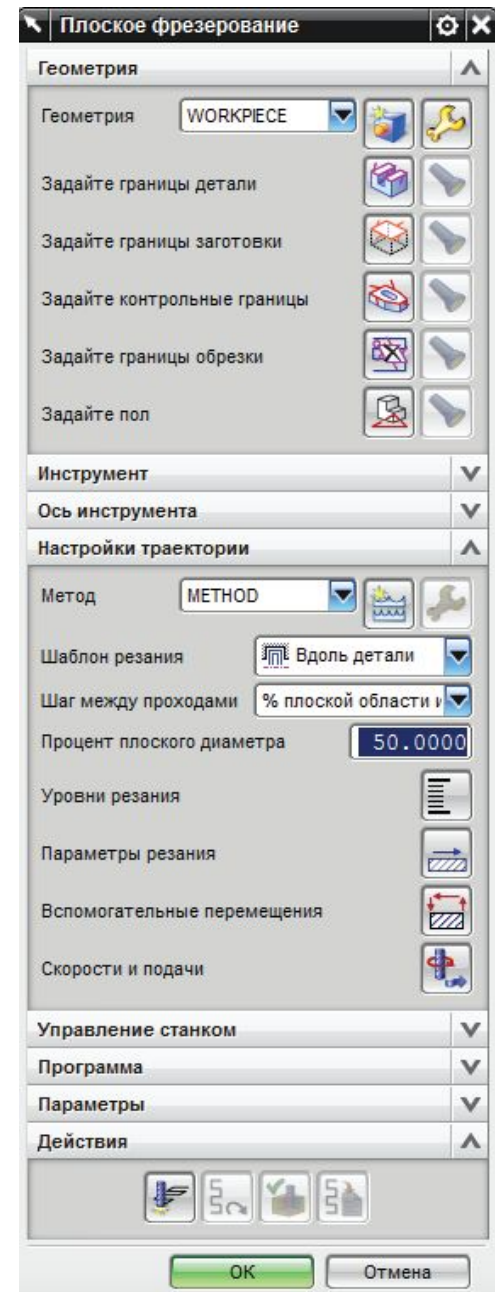 Плоское фрезерование
Геометрия
Геометрия WORKPIECE
Задайте границы детали
Задайте границы заготовки
Задайте контрольные границы
Задайте границы обрезки
Задайте пол
Инструмент
Ось инструмента
Настройки траектории
Метод METHOD
Шаблон резания Вдоль детали
Шаг между проходами % плоской области и
Процент плоского диаметра 50.0000
Уровни резания
Параметры резания
Вспомогательные перемещения
Скорости и подачи
Управление станком
Программа
Параметры
Действия
ОК Отмена